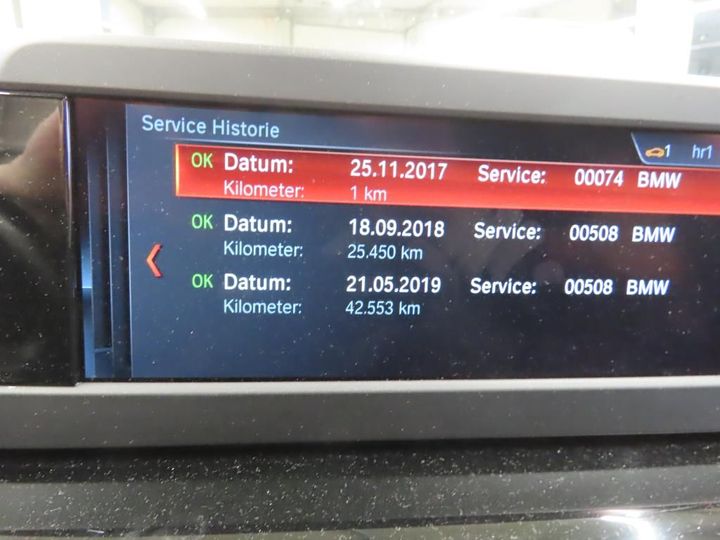 Service Historie
1 hr1
OK Datum: 25.11.2017 Service: 00074 BMW
Kilometer: 1 km
OK Datum: 18.09.2018 Service: 00508 BMW
Kilometer: 25.450 km
OK Datum: 21.05.2019 Service: 00508 BMW
Kilometer: 42.553 km